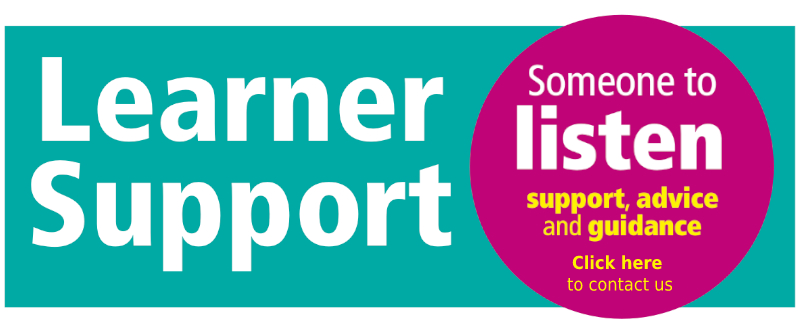 Learner
Support
Someone to
listen
support, advice
and guidance
Click here
to contact us